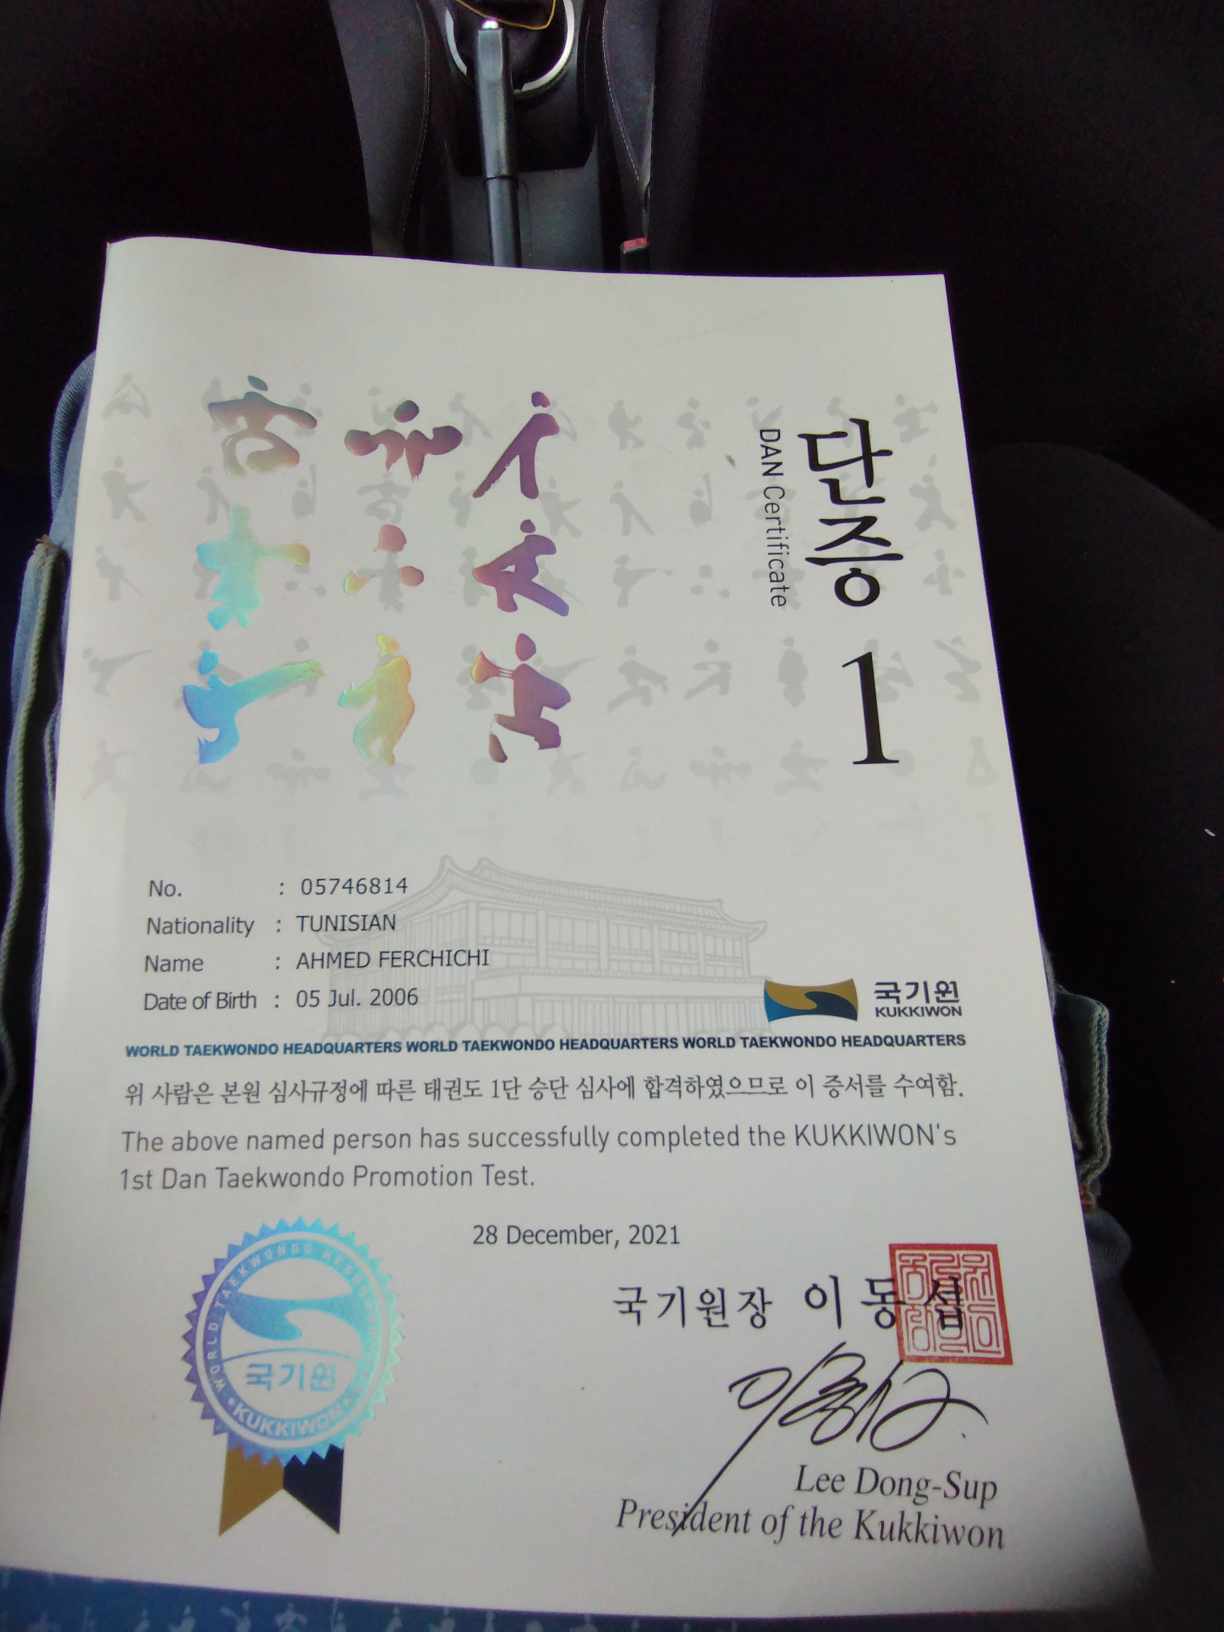 단증
DAN Certificate
1
No. : 05746814
Nationality : TUNISIAN
Name : AHMED FERCHICHI
Date of Birth : 05 Jul. 2006
국기원
KUKKIWON
WORLD TAEKWONDO HEADQUARTERS WORLD TAEKWONDO HEADQUARTERS WORLD TAEKWONDO HEADQUARTERS
위 사람은 본원 심사규정에 따른 태권도 1단 승단 심사에 합격하였으므로 이 증서를 수여함.
The above named person has successfully completed the KUKKIWON's
1st Dan Taekwondo Promotion Test.
28 December, 2021
국기원장 이동섭
WORLD TAEKWONDO HEADQUARTERS
국기원
KUKKIWON
Lee Dong-Sup
President of the Kukkiwon